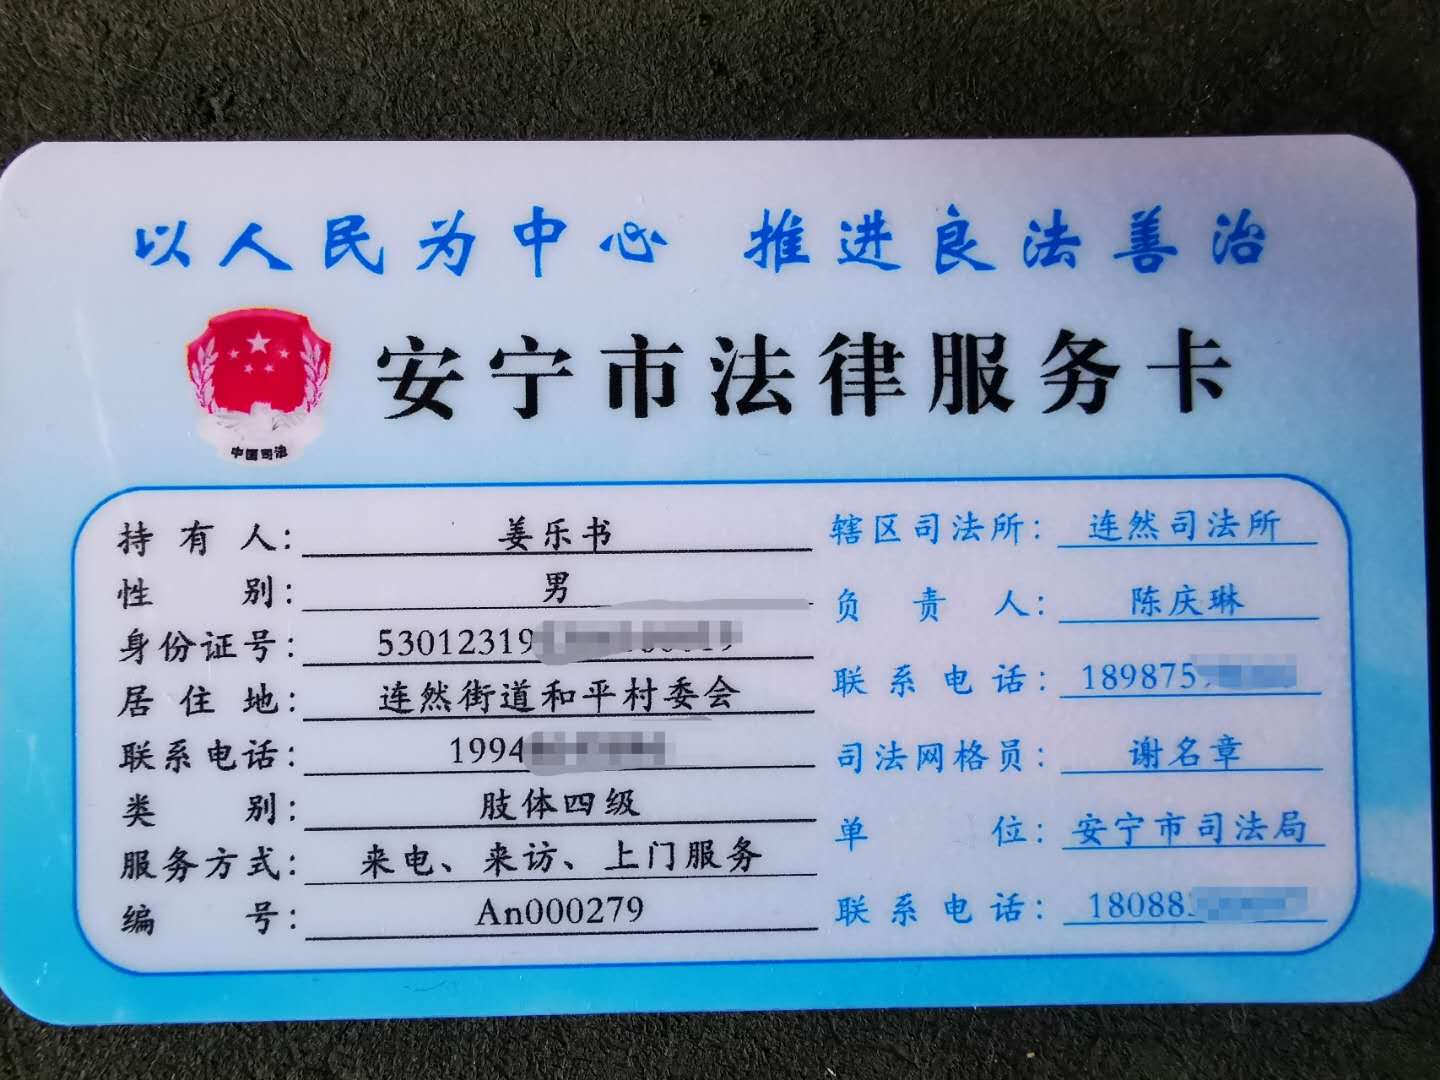 以人民为中心 推进良法善治
中国司法
安宁市法律服务卡
持有人：姜乐书
性别：男
身份证号：53012319
居住地：连然街道和平村委会
联系电话：1994
类别：肢体四级
服务方式：来电、来访、上门服务
编号：An000279
辖区司法所：连然司法所
负责人：陈庆琳
联系电话：189875
司法网格员：谢名章
单位：安宁市司法局
联系电话：18088